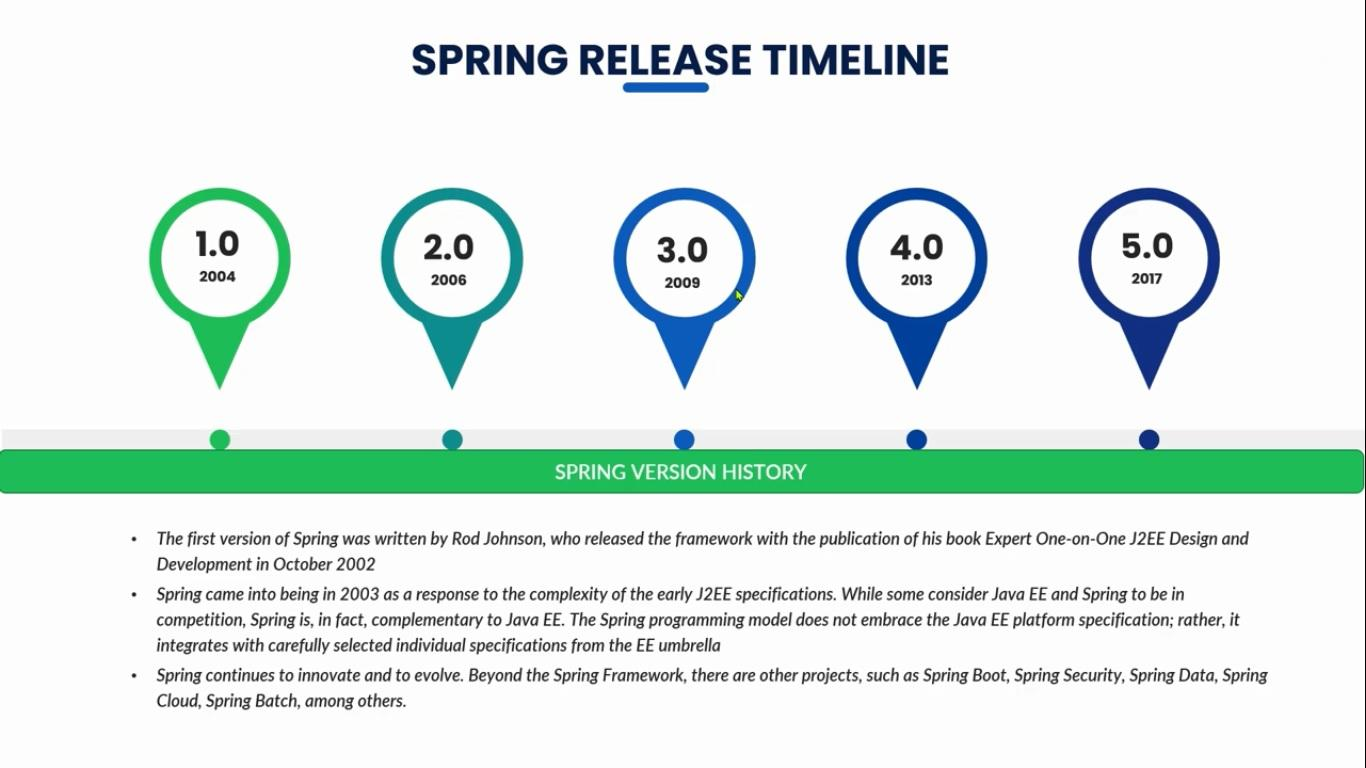 SPRING RELEASE TIMELINE
1.0
2004
2.0
2006
3.0
2009
4.0
2013
5.0
2017
SPRING VERSION HISTORY
• The first version of Spring was written by Rod Johnson, who released the framework with the publication of his book Expert One-on-One J2EE Design and
Development in October 2002
• Spring came into being in 2003 as a response to the complexity of the early J2EE specifications. While some consider Java EE and Spring to be in
competition, Spring is, in fact, complementary to Java EE. The Spring programming model does not embrace the Java EE platform specification; rather, it
integrates with carefully selected individual specifications from the EE umbrella
• Spring continues to innovate and to evolve. Beyond the Spring Framework, there are other projects, such as Spring Boot, Spring Security, Spring Data, Spring
Cloud, Spring Batch, among others.